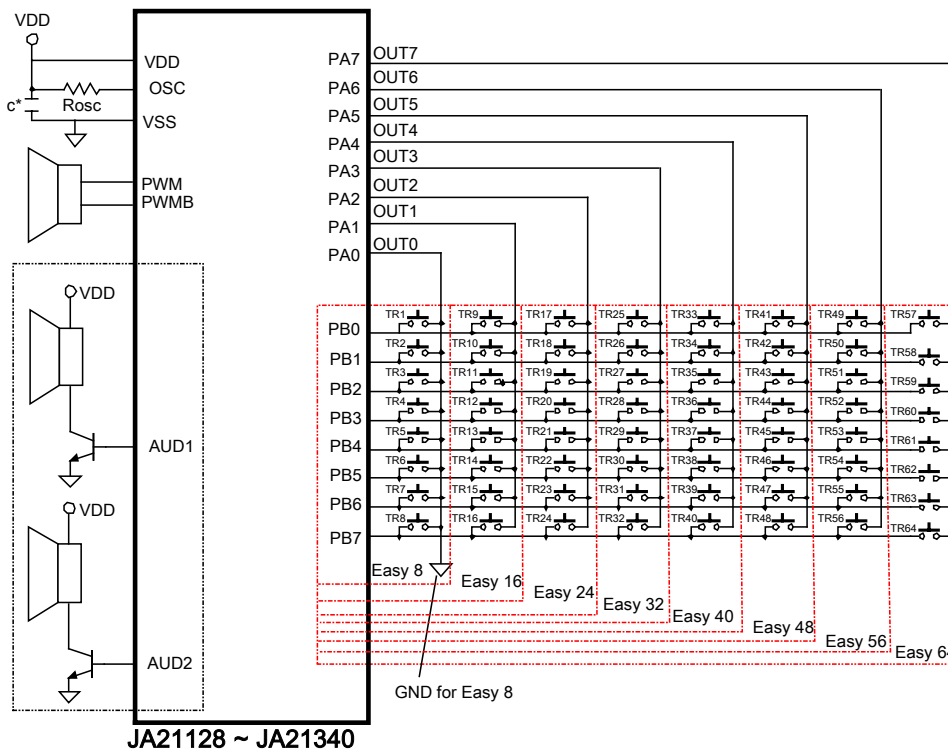 VDD
VDD
OSC
c*
Rosc
VSS
PWM
PWMB
VDD
AUD1
VDD
AUD2
PA7
OUT7
PA6
OUT6
PA5
OUT5
PA4
OUT4
PA3
OUT3
PA2
OUT2
PA1
OUT1
PA0
OUT0
PB0 TR1 TR9 TR17 TR25 TR33 TR41 TR49 TR57
PB1 TR2 TR10 TR18 TR26 TR34 TR42 TR50 TR58
PB2 TR3 TR11 TR19 TR27 TR35 TR43 TR51 TR59
PB3 TR4 TR12 TR20 TR28 TR36 TR44 TR52 TR60
PB4 TR5 TR13 TR21 TR29 TR37 TR45 TR53 TR61
PB5 TR6 TR14 TR22 TR30 TR38 TR46 TR54 TR62
PB6 TR7 TR15 TR23 TR31 TR39 TR47 TR55 TR63
PB7 TR8 TR16 TR24 TR32 TR40 TR48 TR56 TR64
Easy 8
Easy 16
Easy 24
Easy 32
Easy 40
Easy 48
Easy 56
Easy 64
GND for Easy 8
JA21128 ~ JA21340